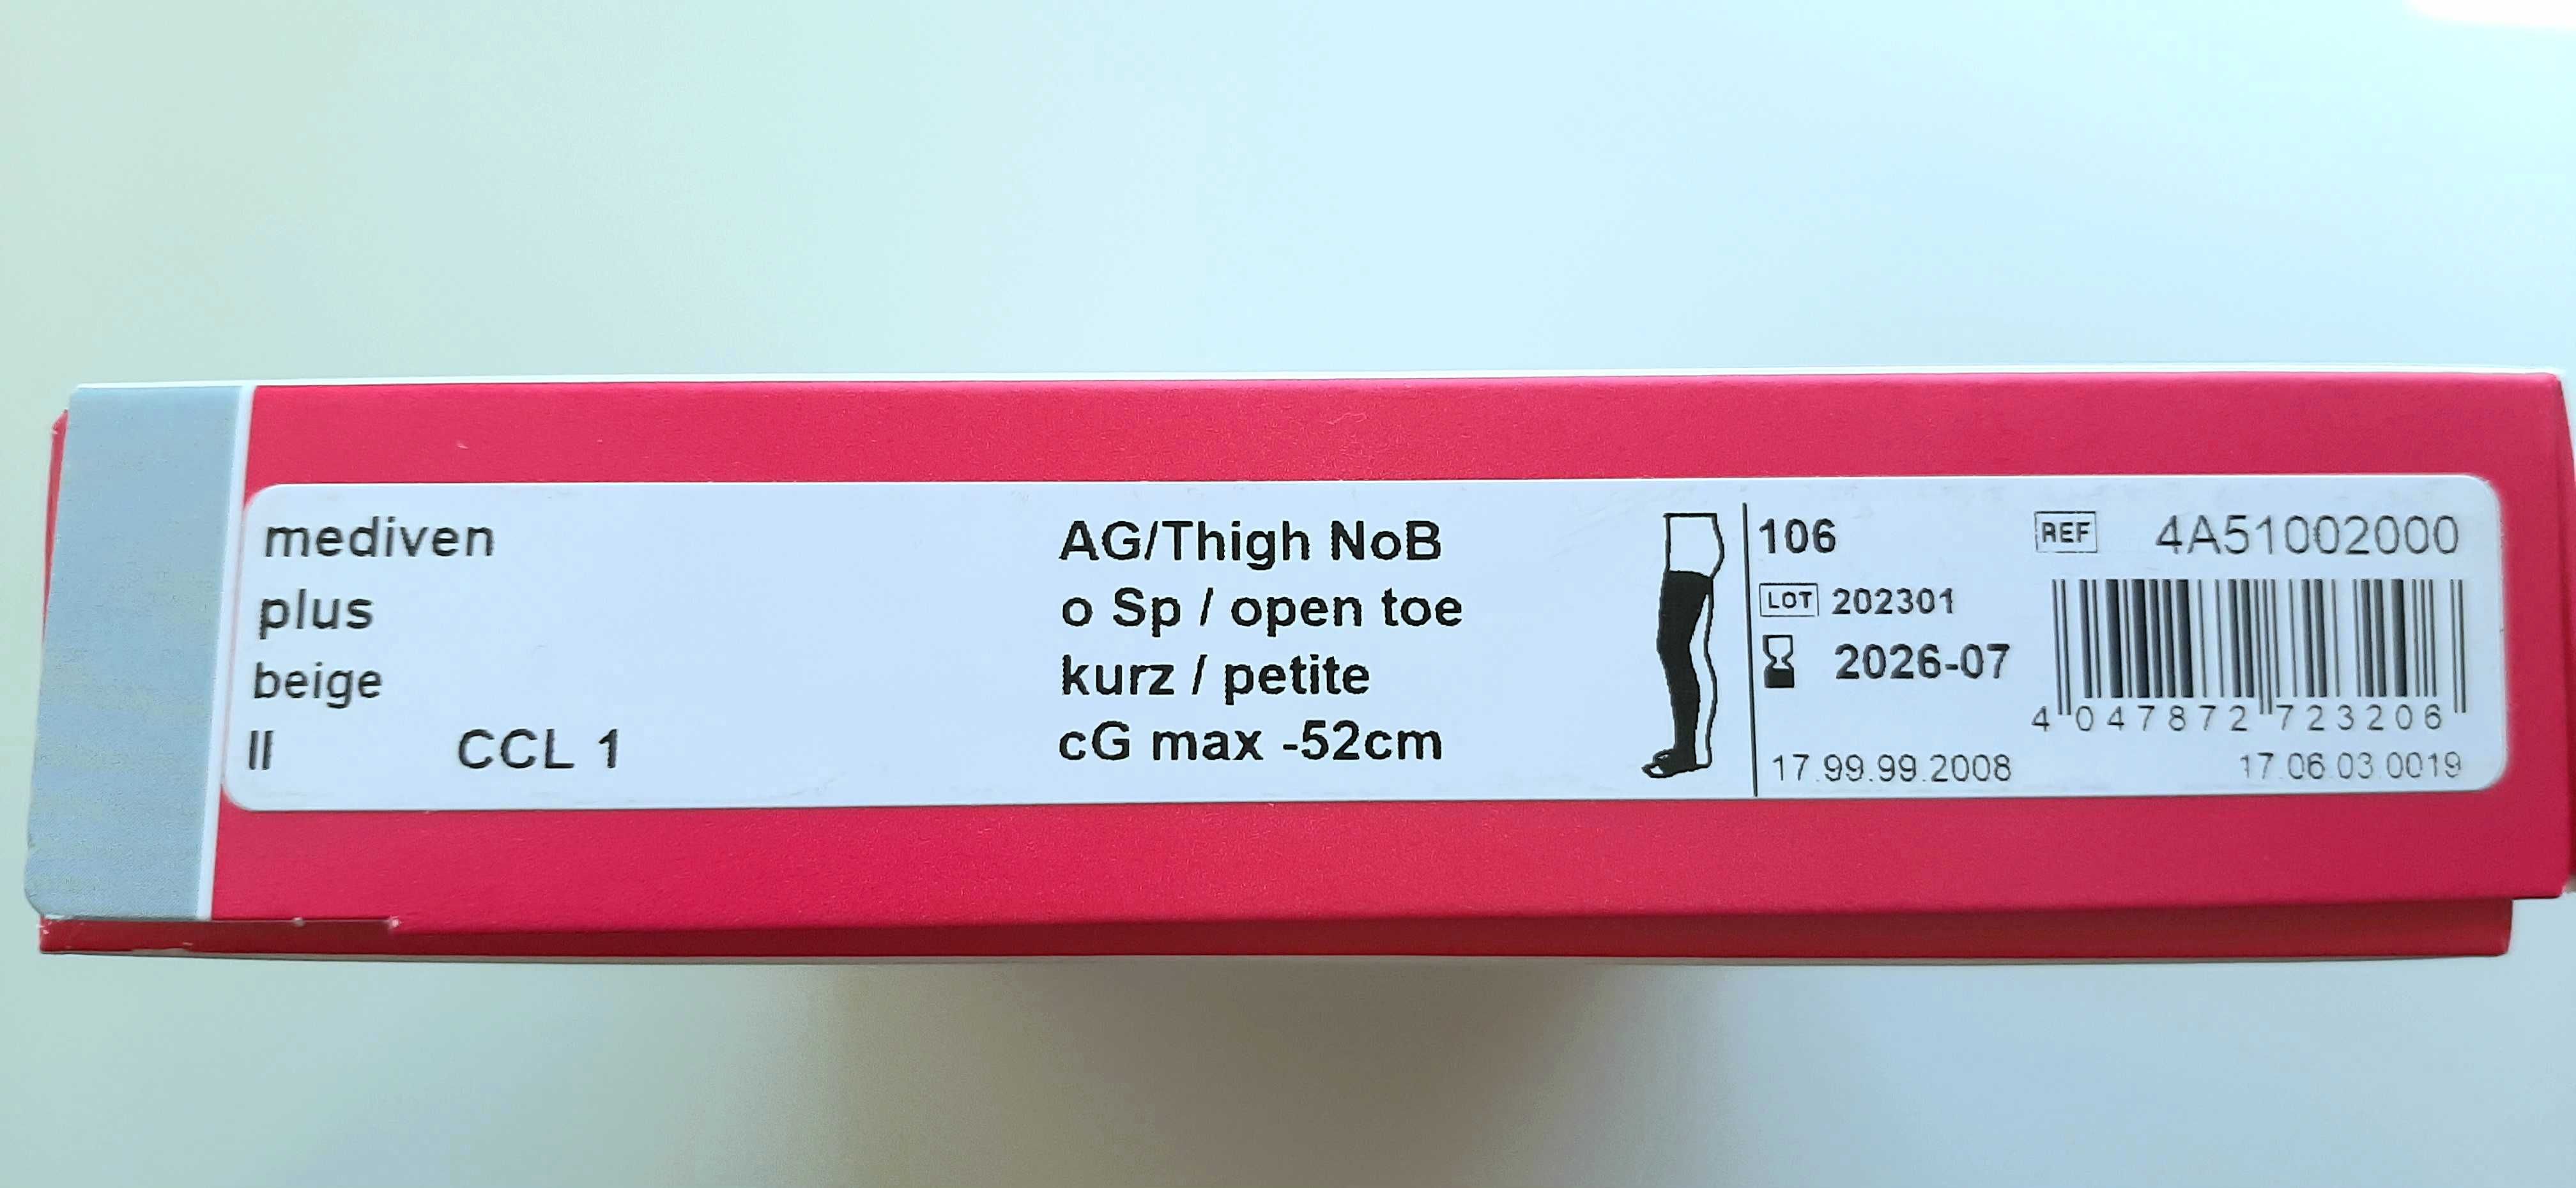 mediven
plus
beige
II CCL 1
AG/Thigh NoB
o Sp / open toe
kurz / petite
cG max -52cm
106
LOT 202301
2026-07
17.99.99.2008
REF 4A51002000
4 047872 723206
17.06.03.0019